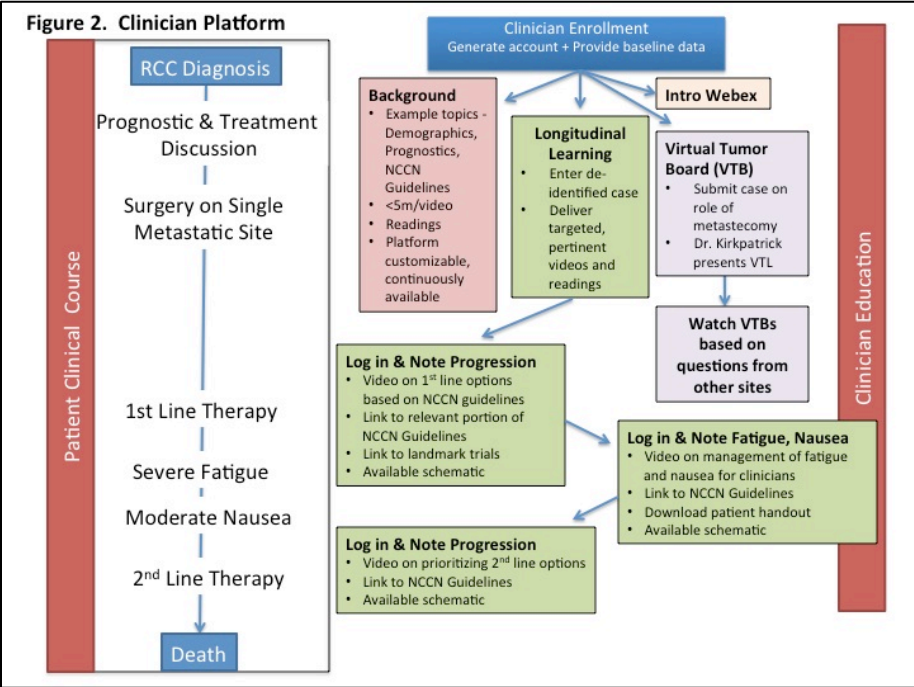 Figure 2.  Clinician Platform
Patient Clinical Course
RCC Diagnosis
Prognostic & Treatment
Discussion
Surgery on Single
Metastatic Site
1st Line Therapy
Severe Fatigue
Moderate Nausea
2nd Line Therapy
Death
Clinician Enrollment
Generate account + Provide baseline data
Background
• Example topics -
Demographics,
Prognostics,
NCCN
Guidelines
• <5m/video
• Readings
• Platform
customizable,
continuously
available
Longitudinal
Learning
• Enter de-
identified case
• Deliver
targeted,
pertinent
videos and
readings
Intro Webex
Virtual Tumor
Board (VTB)
• Submit case on
role of
metastecomy
• Dr. Kirkpatrick
presents VTL
Watch VTBs
based on
questions from
other sites
Log in & Note Progression
• Video on 1st line options
based on NCCN guidelines
• Link to relevant portion of
NCCN Guidelines
• Link to landmark trials
• Available schematic
Log in & Note Fatigue, Nausea
• Video on management of fatigue
and nausea for clinicians
• Link to NCCN Guidelines
• Download patient handout
• Available schematic
Log in & Note Progression
• Video on prioritizing 2nd line options
• Link to NCCN Guidelines
• Available schematic
Clinician Education